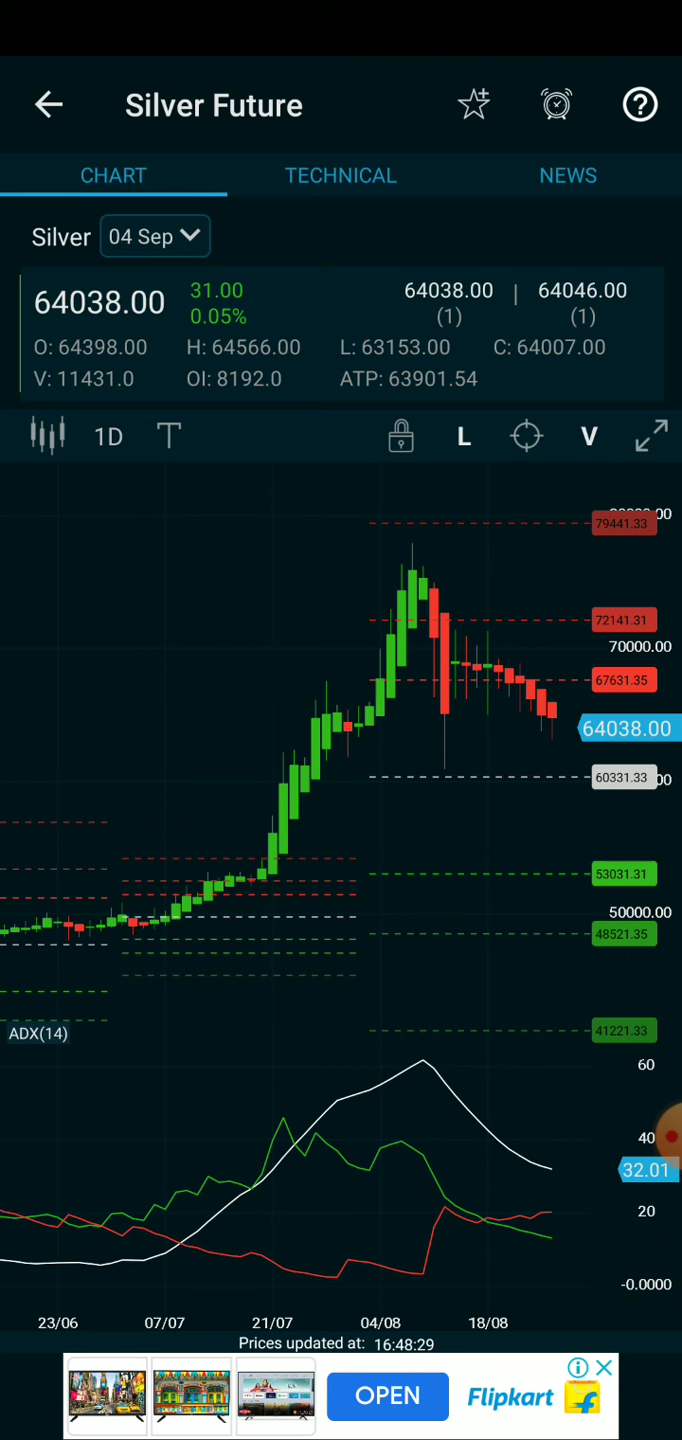 Silver Future
CHART TECHNICAL NEWS
Silver 04 Sep
64038.00 31.00 0.05% 64038.00 (1) | 64046.00 (1)
O: 64398.00 H: 64566.00 L: 63153.00 C: 64007.00
V: 11431.0 OI: 8192.0 ATP: 63901.54
1D T L V
79441.33
72141.31
70000.00
67631.35
64038.00
60331.33
53031.31
50000.00
48521.35
41221.33
ADX(14)
60
40
32.01
20
-0.0000
23/06 07/07 21/07 04/08 18/08
Prices updated at: 16:48:29
OPEN Flipkart